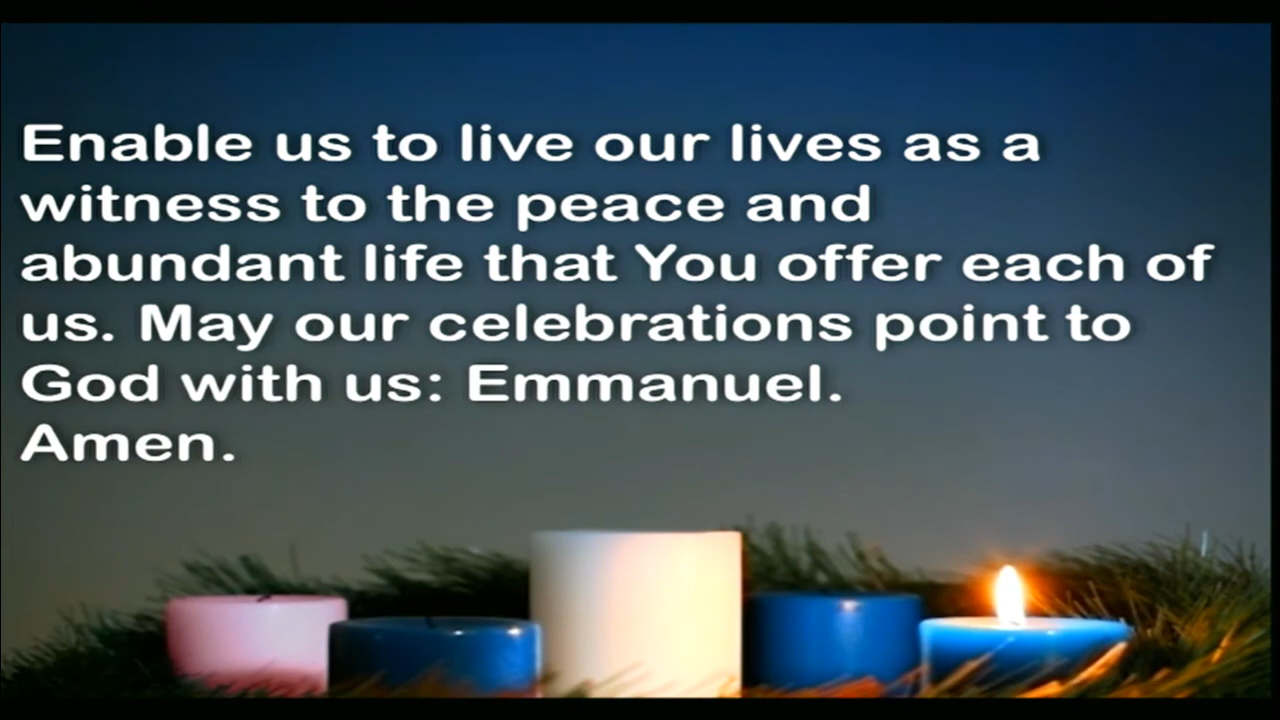 Enable us to live our lives as a
witness to the peace and
abundant life that You offer each of
us. May our celebrations point to
God with us: Emmanuel.
Amen.